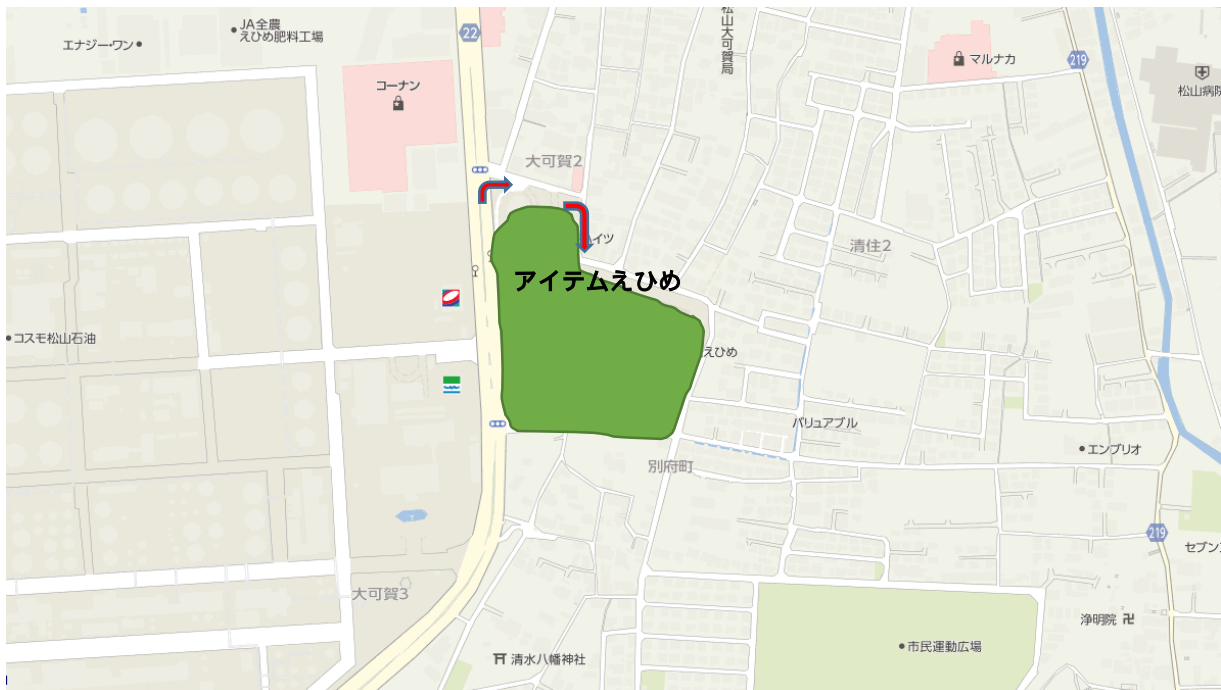 JA全農
えひめ肥料工場
エナジー・ワン
22
松山大可賀局
マルナカ
219
松山病院
コーナン
大可賀2
ハイツ
清住2
アイテムえひめ
コスモ松山石油
えひめ
バリュアブル
エンブリオ
別府町
219
セブン
大可賀3
浄明院
市民運動広場
清水八幡神社